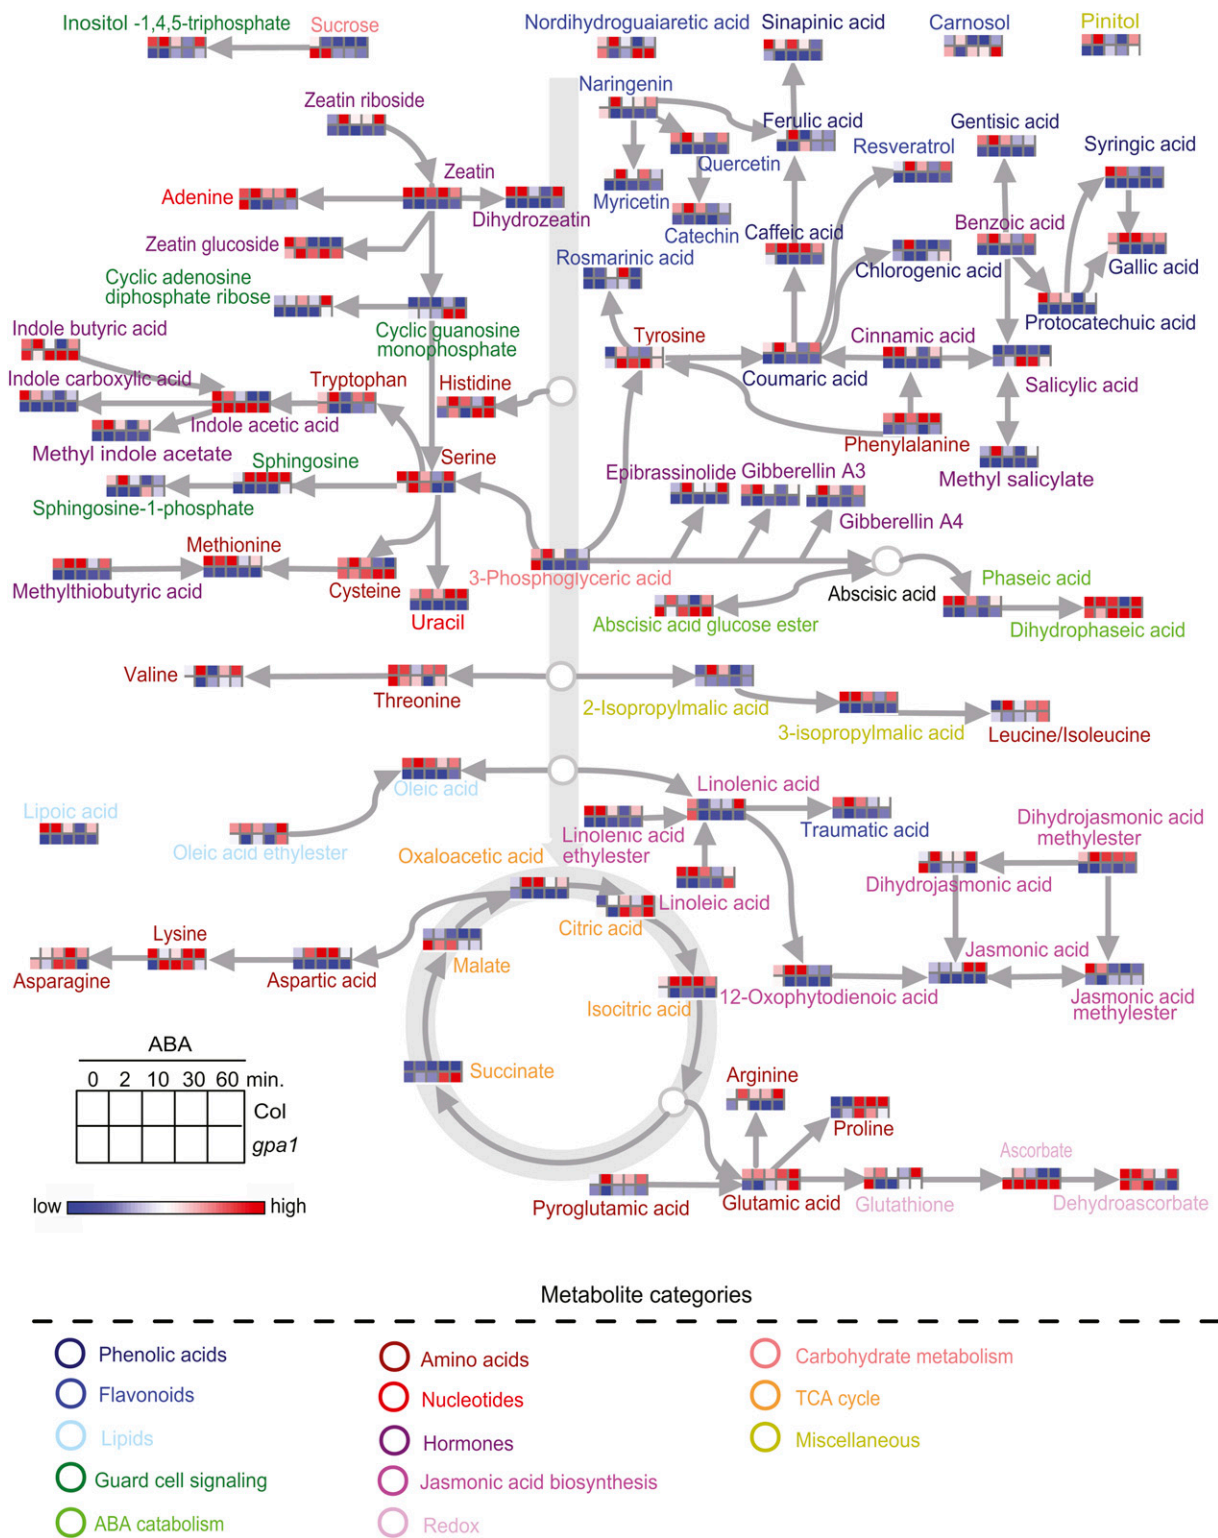 Inositol -1,4,5-triphosphate
Sucrose
Nordihydroguaiaretic acid
Sinapinic acid
Carnosol
Pinitol
Zeatin riboside
Naringenin
Ferulic acid
Gentisic acid
Syringic acid
Resveratrol
Quercetin
Zeatin
Adenine
Dihydrozeatin
Myricetin
Catechin
Caffeic acid
Benzoic acid
Zeatin glucoside
Rosmarinic acid
Chlorogenic acid
Gallic acid
Cyclic adenosine
diphosphate ribose
Protocatechuic acid
Cyclic guanosine
monophosphate
Indole butyric acid
Tyrosine
Cinnamic acid
Coumaric acid
Salicylic acid
Indole carboxylic acid
Tryptophan
Histidine
Indole acetic acid
Methyl indole acetate
Phenylalanine
Sphingosine
Serine
Epibrassinolide
Gibberellin A3
Methyl salicylate
Sphingosine-1-phosphate
Gibberellin A4
Methionine
3-Phosphoglyceric acid
Methylthiobutyric acid
Cysteine
Uracil
Abscisic acid
Phaseic acid
Abscisic acid glucose ester
Dihydrophaseic acid
Valine
Threonine
2-Isopropylmalic acid
3-isopropylmalic acid
Leucine/Isoleucine
Oleic acid
Linolenic acid
Lipoic acid
Traumatic acid
Dihydrojasmonic acid
methylester
Linolenic acid
ethylester
Oleic acid ethylester
Oxaloacetic acid
Dihydrojasmonic acid
Linoleic acid
Citric acid
Lysine
Malate
Jasmonic acid
Asparagine
Aspartic acid
Isocitric acid
12-Oxophytodienoic acid
Jasmonic acid
methylester
ABA
0 2 10 30 60 min.
Col
gpa1
low
high
Succinate
Arginine
Proline
Ascorbate
Pyroglutamic acid
Glutamic acid
Glutathione
Dehydroascorbate
Metabolite categories
Phenolic acids
Amino acids
Carbohydrate metabolism
Flavonoids
Nucleotides
TCA cycle
Lipids
Hormones
Miscellaneous
Guard cell signaling
Jasmonic acid biosynthesis
ABA catabolism
Redox